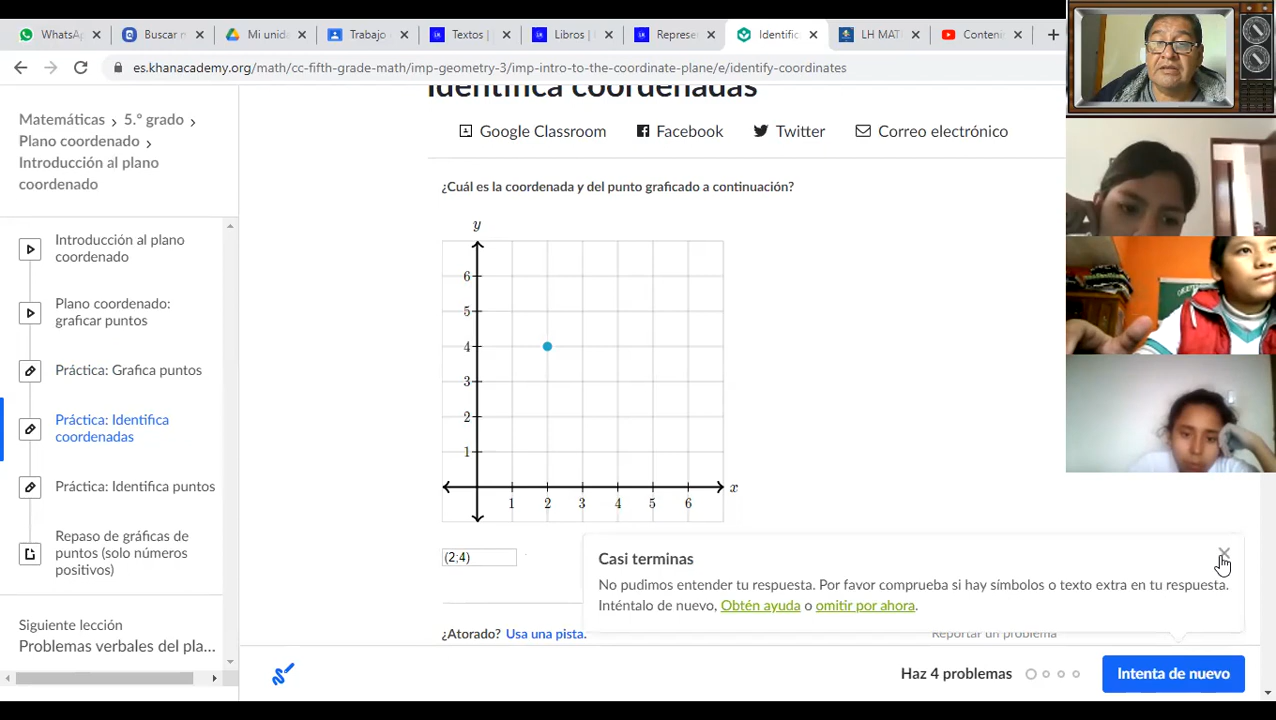 WhatsA
Buscar
Mi unid
Trabajo
Textos |
Libros |
Represe
Identific
LH MAT
Conteni
es.khanacademy.org/math/cc-fifth-grade-math/imp-geometry-3/imp-intro-to-the-coordinate-plane/e/identify-coordinates
Matemáticas > 5.º grado >
Plano coordenado >
Introducción al plano
coordenado
Introducción al plano
coordenado
Plano coordenado:
graficar puntos
Práctica: Grafica puntos
Práctica: Identifica
coordenadas
Práctica: Identifica puntos
Repaso de gráficas de
puntos (solo números
positivos)
Siguiente lección
Problemas verbales del pla...
Identifica coordenadas
Google Classroom
Facebook
Twitter
Correo electrónico
¿Cuál es la coordenada y del punto graficado a continuación?
y
6
5
4
3
2
1
1 2 3 4 5 6
x
(2;4)
Casi terminas
No pudimos entender tu respuesta. Por favor comprueba si hay símbolos o texto extra en tu respuesta.
Inténtalo de nuevo, Obtén ayuda o omitir por ahora.
¿Atorado? Usa una pista.
Reportar un problema
Haz 4 problemas
Intenta de nuevo